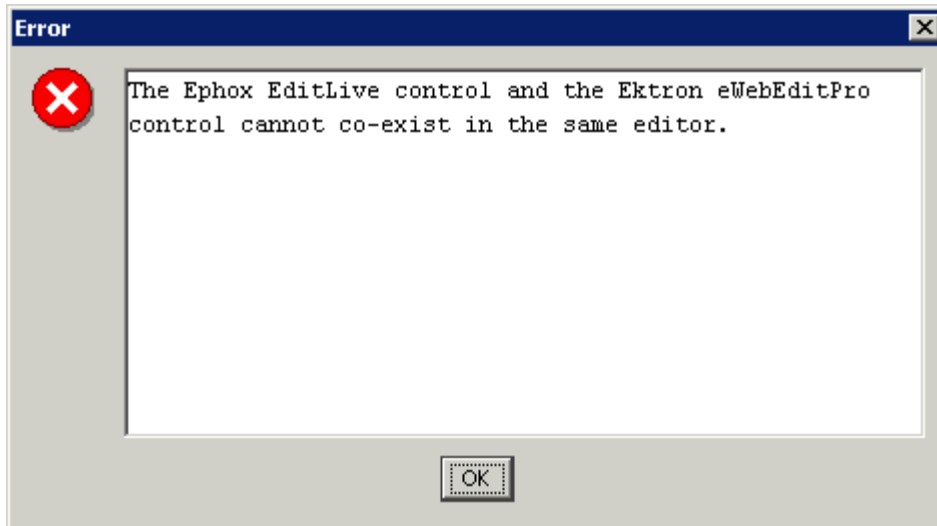 Error
The Ephox EditLive control and the Ektron eWebEditPro
control cannot co-exist in the same editor.
OK